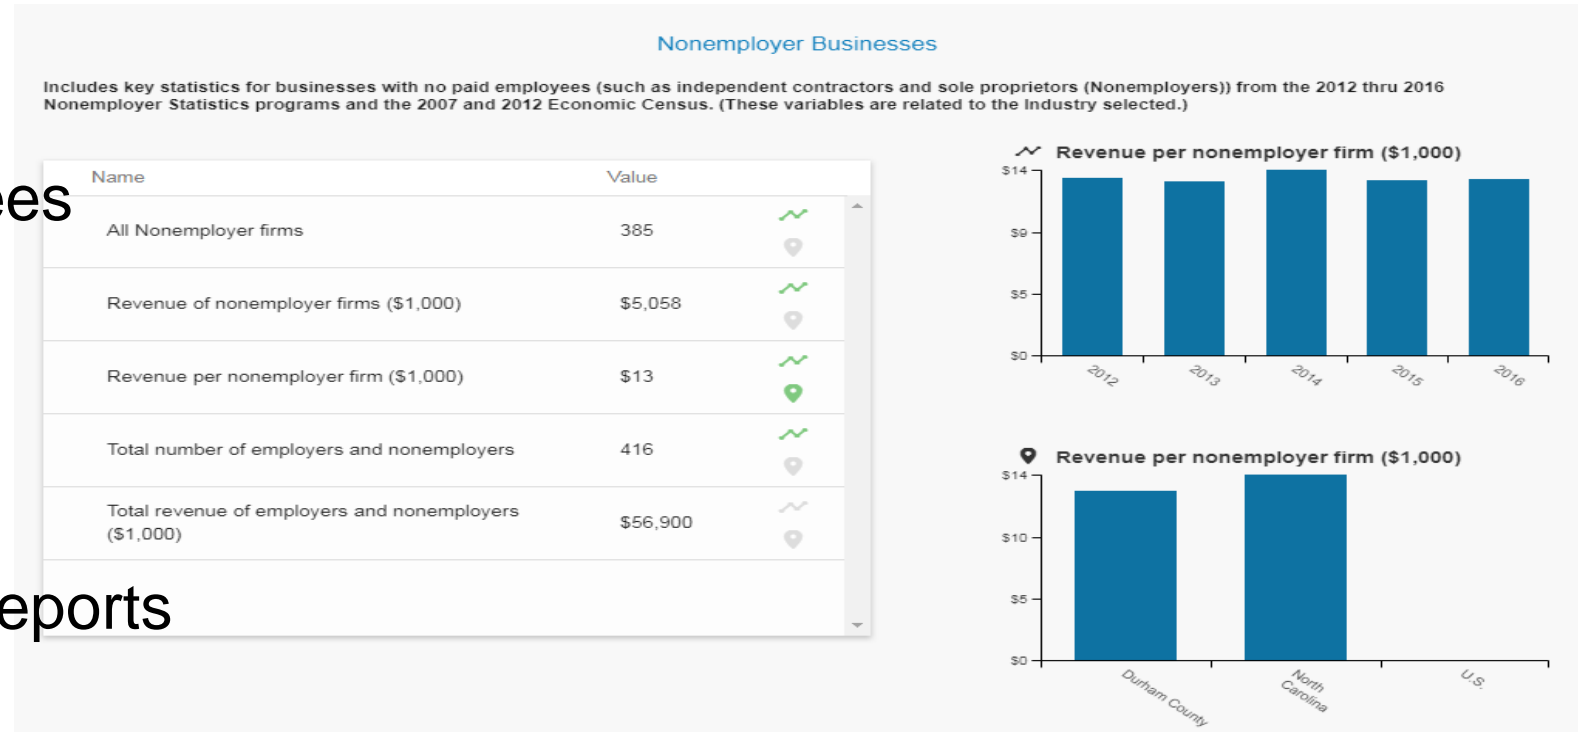 Nonemployer Businesses
Includes key statistics for businesses with no paid employees (such as independent contractors and sole proprietors (Nonemployers)) from the 2012 thru 2016
Nonemployer Statistics programs and the 2007 and 2012 Economic Census. (These variables are related to the Industry selected.)
ees
Name Value
All Nonemployer firms 385
Revenue of nonemployer firms ($1,000) $5,058
Revenue per nonemployer firm ($1,000) $13
Total number of employers and nonemployers 416
Total revenue of employers and nonemployers
($1,000) $56,900
eports
Revenue per nonemployer firm ($1,000)
$14
$9
$5
$0
2012 2013 2014 2015 2016
Revenue per nonemployer firm ($1,000)
$14
$10
$5
$0
Durham County North
Carolina U.S.